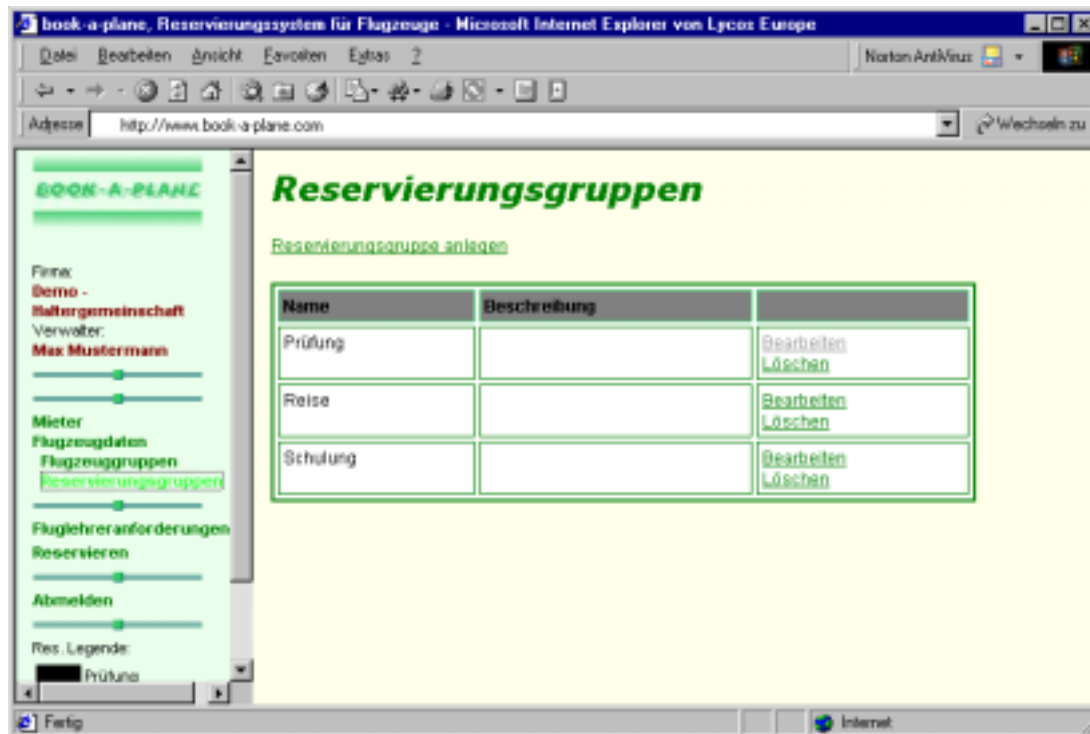 book-a-plane, Reservierungssystem für Flugzeuge - Microsoft Internet Explorer von Lycos Europe
Datei Bearbeiten Ansicht Favoriten Extras ?
Norton AntiVirus
Adresse http://www.book-a-plane.com
Wechseln zu
BOOK-A-PLANE
Firma:
Demo -
Haltergemeinschaft
Verwalter:
Max Mustermann
Mieter
Flugzeugdaten
Flugzeuggruppen
Reservierungsgruppen
Fluglehreranforderungen
Reservieren
Abmelden
Res. Legende:
Prüfung
Reservierungsgruppen
Reservierungsgruppe anlegen
Name Beschreibung
Prüfung Bearbeiten
Löschen
Reise Bearbeiten
Löschen
Schulung Bearbeiten
Löschen
Fertig
Internet